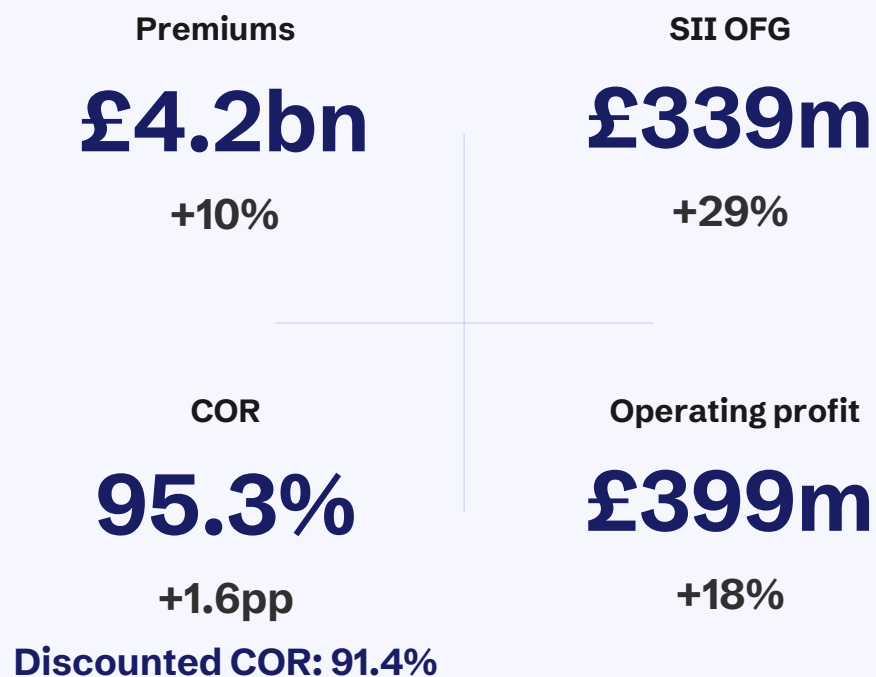 Premiums
£4.2bn
+10%
SII OFG
£339m
+29%
COR
95.3%
+1.6pp
Discounted COR: 91.4%
Operating profit
£399m
+18%